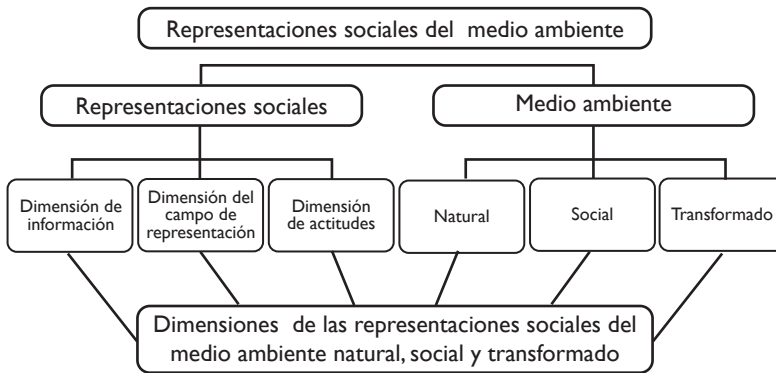 Representaciones sociales del medio ambiente
Representaciones sociales
Medio ambiente
Dimensión de
información
Dimensión del
campo de
representación
Dimensión
de actitudes
Natural
Social
Transformado
Dimensiones de las representaciones sociales del
medio ambiente natural, social y transformado